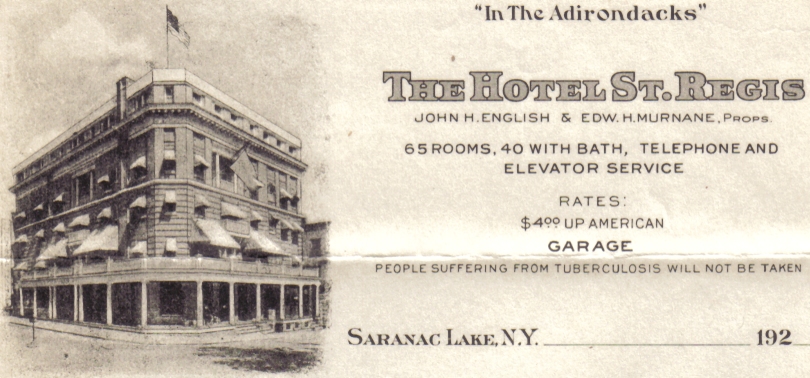 "In The Adirondacks"
THE HOTEL ST. REGIS
JOHN H. ENGLISH & EDW. H. MURNANE, PROPS.
65 ROOMS, 40 WITH BATH, TELEPHONE AND
ELEVATOR SERVICE
RATES:
$4.00 UP AMERICAN
GARAGE
PEOPLE SUFFERING FROM TUBERCULOSIS WILL NOT BE TAKEN
SARANAC LAKE, N.Y. ____________ 192